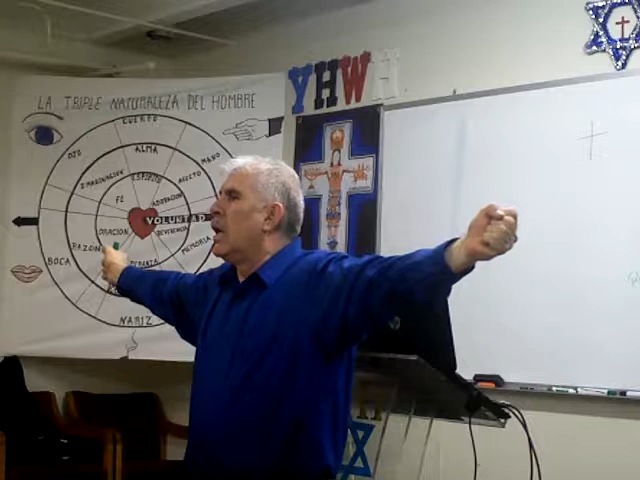 LA TRIPLE NATURALEZA DEL HOMBRE
YHWH
CUERPO
OJO
ALMA
MANO
IMAGINACION
ESPIRITU
AFECTO
FE
ADORACION
VOLUNTAD
ORACION
REVERENCIA
RAZON
MEMORIA
BOCA
NARIZ